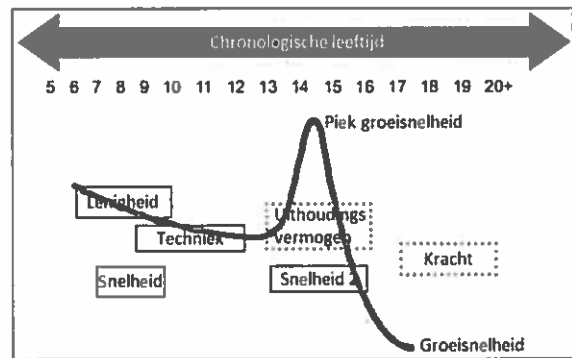 Chronologische leeftijd
5 6 7 8 9 10 11 12 13 14 15 16 17 18 19 20+
Piek groeisnelheid
Lenigheid
Uithoudings
vermogen
Techniek
Kracht
Snelheid
Snelheid 2
Groeisnelheid